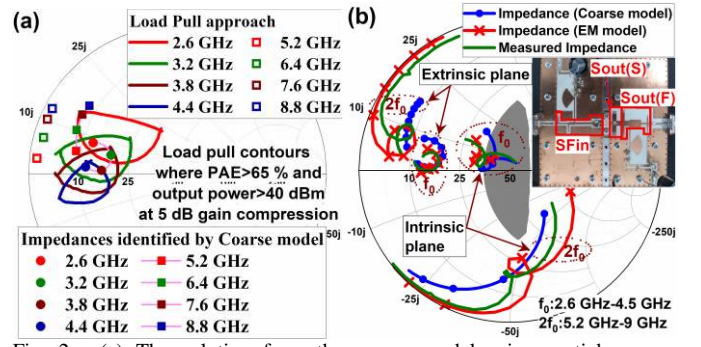 (a)
Load Pull approach
2.6 GHz
5.2 GHz
3.2 GHz
6.4 GHz
3.8 GHz
7.6 GHz
4.4 GHz
8.8 GHz
25j
10j
10
25
Load pull contours
where PAE>65 % and
output power>40 dBm
at 5 dB gain compression
-50j
Impedances identified by Coarse model
2.6 GHz
5.2 GHz
3.2 GHz
6.4 GHz
3.8 GHz
7.6 GHz
4.4 GHz
8.8 GHz
(b)
Impedance (Coarse model)
Impedance (EM model)
Measured Impedance
25j
Extrinsic plane
2f0
10j
f0
f0
10
25
50
Sout(S)
Sout(F)
SFin
Intrinsic
plane
2f0
-250j
-25j
-50j
f0:2.6 GHz-4.5 GHz
2f0:5.2 GHz-9 GHz